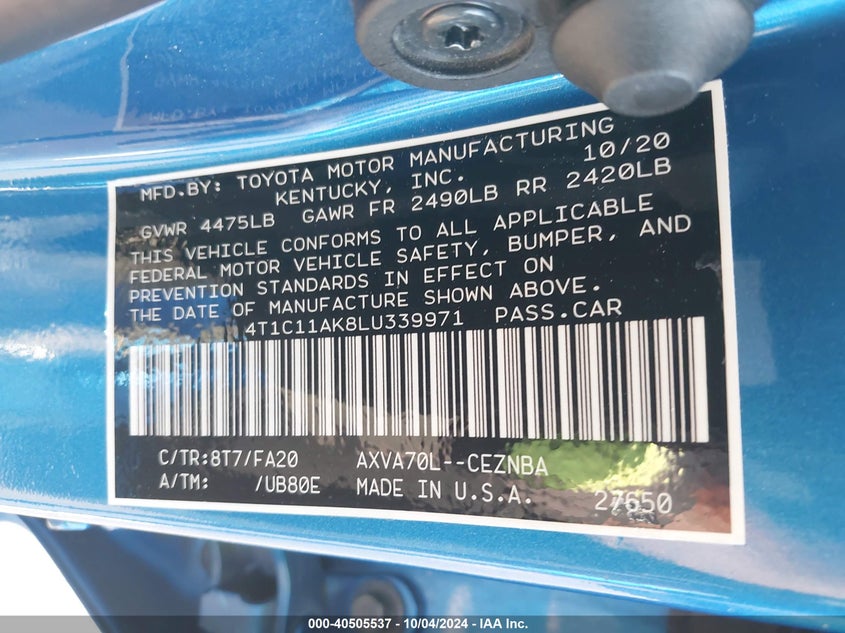 MFD.BY: TOYOTA MOTOR MANUFACTURING
KENTUCKY, INC. 10/20
GVWR 4475LB GAWR FR 2490LB RR 2420LB
THIS VEHICLE CONFORMS TO ALL APPLICABLE
FEDERAL MOTOR VEHICLE SAFETY, BUMPER, AND
PREVENTION STANDARDS IN EFFECT ON
THE DATE OF MANUFACTURE SHOWN ABOVE.
4T1C11AK8LU339971 PASS.CAR
C/TR:8T7/FA20 AXVA70L--CEZNBA
A/TM: /UB80E MADE IN U.S.A. 27650
000-40505537 - 10/04/2024 - IAA Inc.